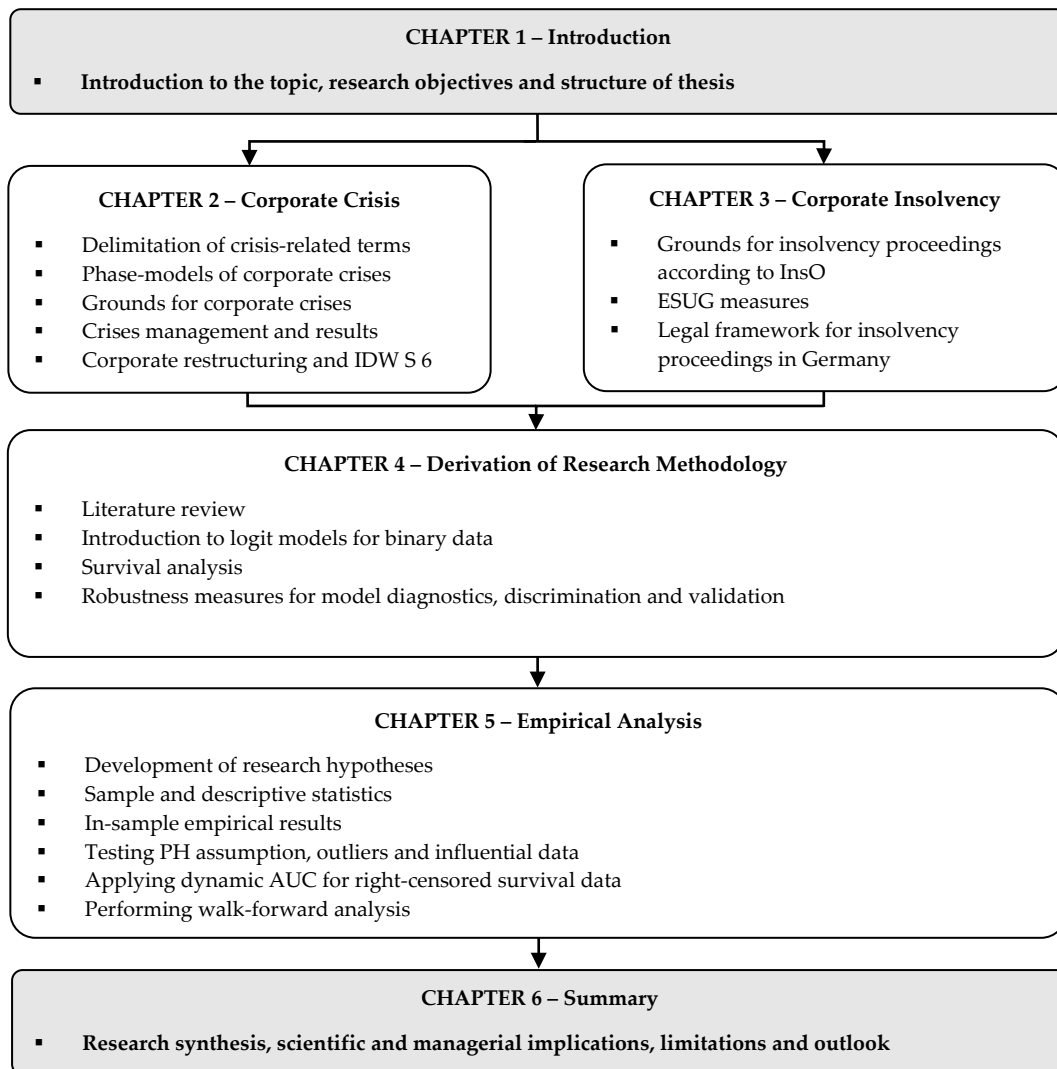 CHAPTER 1 – Introduction
▪ Introduction to the topic, research objectives and structure of thesis
CHAPTER 2 – Corporate Crisis
▪ Delimitation of crisis-related terms
▪ Phase-models of corporate crises
▪ Grounds for corporate crises
▪ Crises management and results
▪ Corporate restructuring and IDW S 6
CHAPTER 3 – Corporate Insolvency
▪ Grounds for insolvency proceedings
according to InsO
▪ ESUG measures
▪ Legal framework for insolvency
proceedings in Germany
CHAPTER 4 – Derivation of Research Methodology
▪ Literature review
▪ Introduction to logit models for binary data
▪ Survival analysis
▪ Robustness measures for model diagnostics, discrimination and validation
CHAPTER 5 – Empirical Analysis
▪ Development of research hypotheses
▪ Sample and descriptive statistics
▪ In-sample empirical results
▪ Testing PH assumption, outliers and influential data
▪ Applying dynamic AUC for right-censored survival data
▪ Performing walk-forward analysis
CHAPTER 6 – Summary
▪ Research synthesis, scientific and managerial implications, limitations and outlook